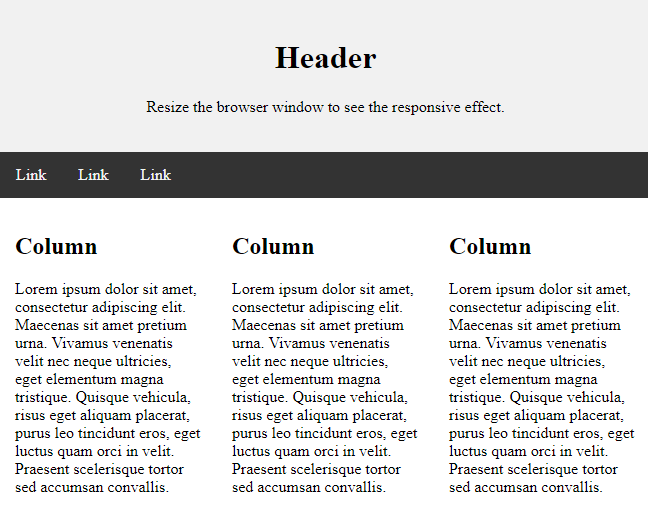 Header
Resize the browser window to see the responsive effect.
Link Link Link
Column
Lorem ipsum dolor sit amet,
consectetur adipiscing elit.
Maecenas sit amet pretium
urna. Vivamus venenatis
velit nec neque ultricies,
eget elementum magna
tristique. Quisque vehicula,
risus eget aliquam placerat,
purus leo tincidunt eros, eget
luctus quam orci in velit.
Praesent scelerisque tortor
sed accumsan convallis.
Column
Lorem ipsum dolor sit amet,
consectetur adipiscing elit.
Maecenas sit amet pretium
urna. Vivamus venenatis
velit nec neque ultricies,
eget elementum magna
tristique. Quisque vehicula,
risus eget aliquam placerat,
purus leo tincidunt eros, eget
luctus quam orci in velit.
Praesent scelerisque tortor
sed accumsan convallis.
Column
Lorem ipsum dolor sit amet,
consectetur adipiscing elit.
Maecenas sit amet pretium
urna. Vivamus venenatis
velit nec neque ultricies,
eget elementum magna
tristique. Quisque vehicula,
risus eget aliquam placerat,
purus leo tincidunt eros, eget
luctus quam orci in velit.
Praesent scelerisque tortor
sed accumsan convallis.